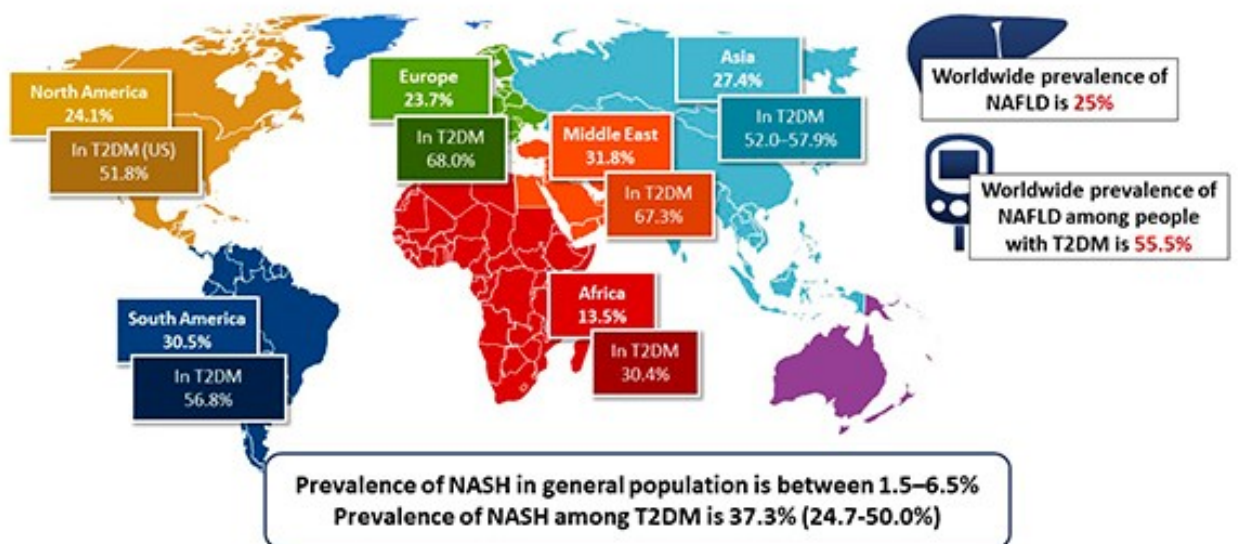 North America
24.1%
In T2DM (US)
51.8%
Europe
23.7%
In T2DM
68.0%
Middle East
31.8%
In T2DM
67.3%
Asia
27.4%
In T2DM
52.0–57.9%
South America
30.5%
In T2DM
56.8%
Africa
13.5%
In T2DM
30.4%
Worldwide prevalence of
NAFLD is 25%
Worldwide prevalence of
NAFLD among people
with T2DM is 55.5%
Prevalence of NASH in general population is between 1.5–6.5%
Prevalence of NASH among T2DM is 37.3% (24.7-50.0%)